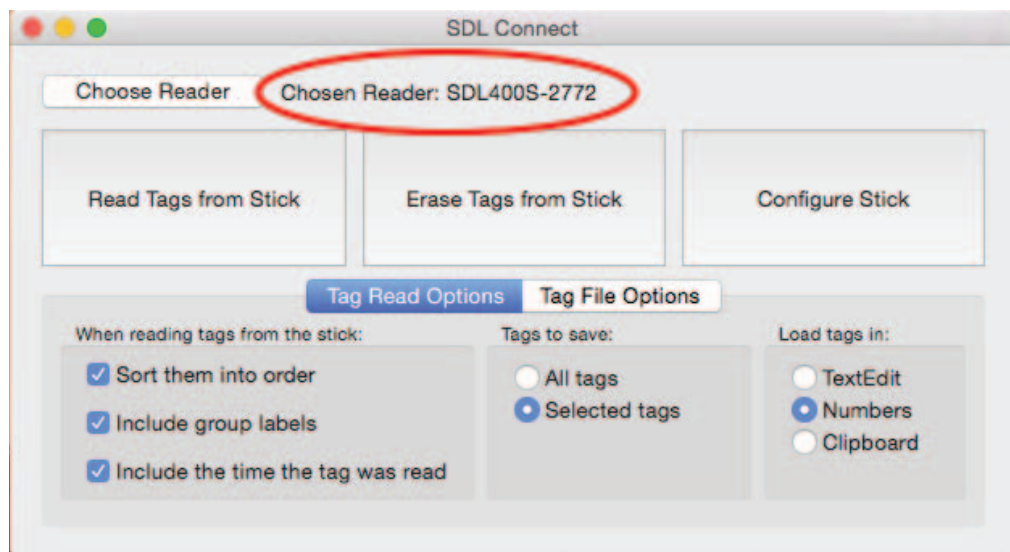 SDL Connect
Choose Reader Chosen Reader: SDL400S-2772
Read Tags from Stick Erase Tags from Stick Configure Stick
Tag Read Options Tag File Options
When reading tags from the stick: Tags to save: Load tags in:
Sort them into order All tags TextEdit
Include group labels Selected tags Numbers
Include the time the tag was read Clipboard